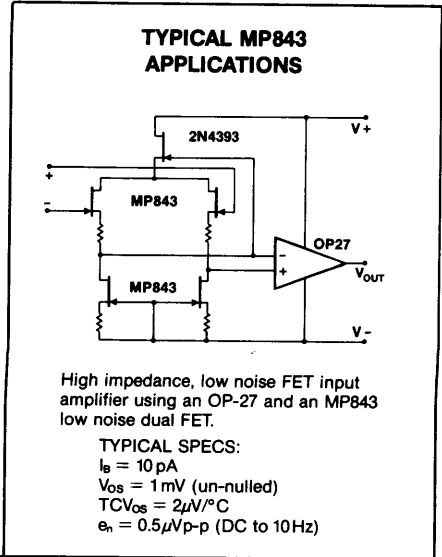 TYPICAL MP843
APPLICATIONS
V+
2N4393
+
MP843
−
OP27
−
+
VOUT
MP843
V−
High impedance, low noise FET input
amplifier using an OP-27 and an MP843
low noise dual FET.
TYPICAL SPECS:
IB = 10 pA
VOS = 1 mV (un-nulled)
TCVOS = 2μV/°C
en = 0.5μVp-p (DC to 10Hz)